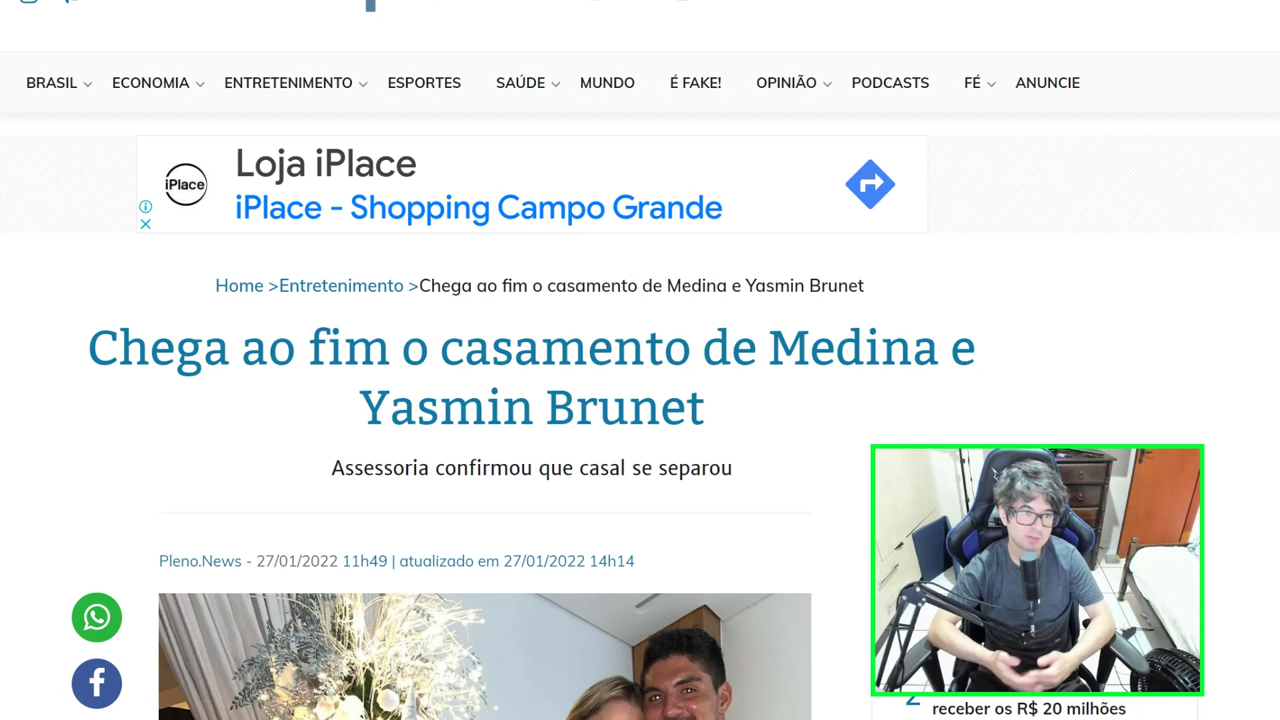 BRASIL ECONOMIA ENTRETENIMENTO ESPORTES SAÚDE MUNDO É FAKE! OPINIÃO PODCASTS FÉ ANUNCIE
iPlace
Loja iPlace
iPlace - Shopping Campo Grande
Home >Entretenimento >Chega ao fim o casamento de Medina e Yasmin Brunet
Chega ao fim o casamento de Medina e
Yasmin Brunet
Assessoria confirmou que casal se separou
Pleno.News - 27/01/2022 11h49 | atualizado em 27/01/2022 14h14
2
receber os R$ 20 milhões